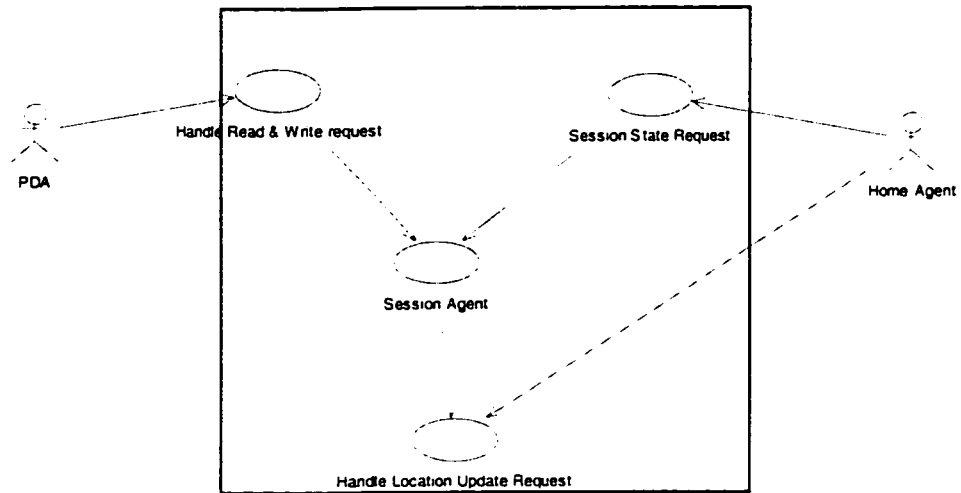 Handle Read & Write request
Session State Request
PDA
Home Agent
Session Agent
Handle Location Update Request